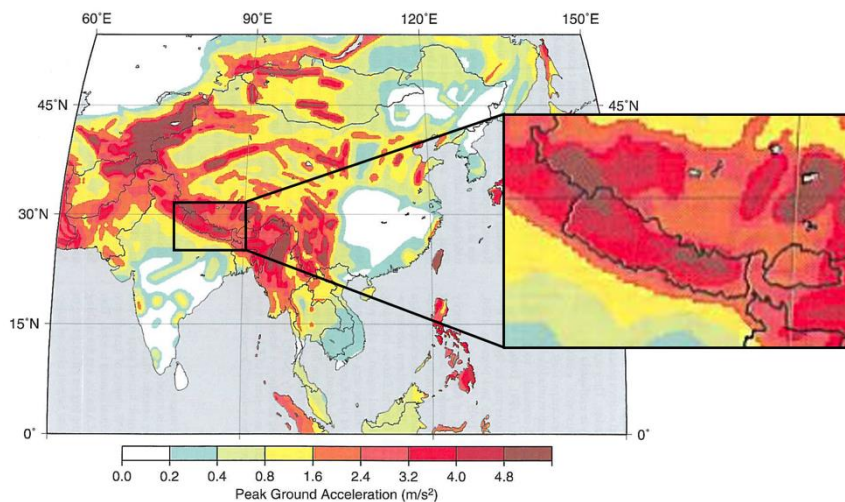 60°E 90°E 120°E 150°E
45°N 45°N
30°N
15°N
0° 0°
0.0 0.2 0.4 0.8 1.6 2.4 3.2 4.0 4.8
Peak Ground Acceleration (m/s²)